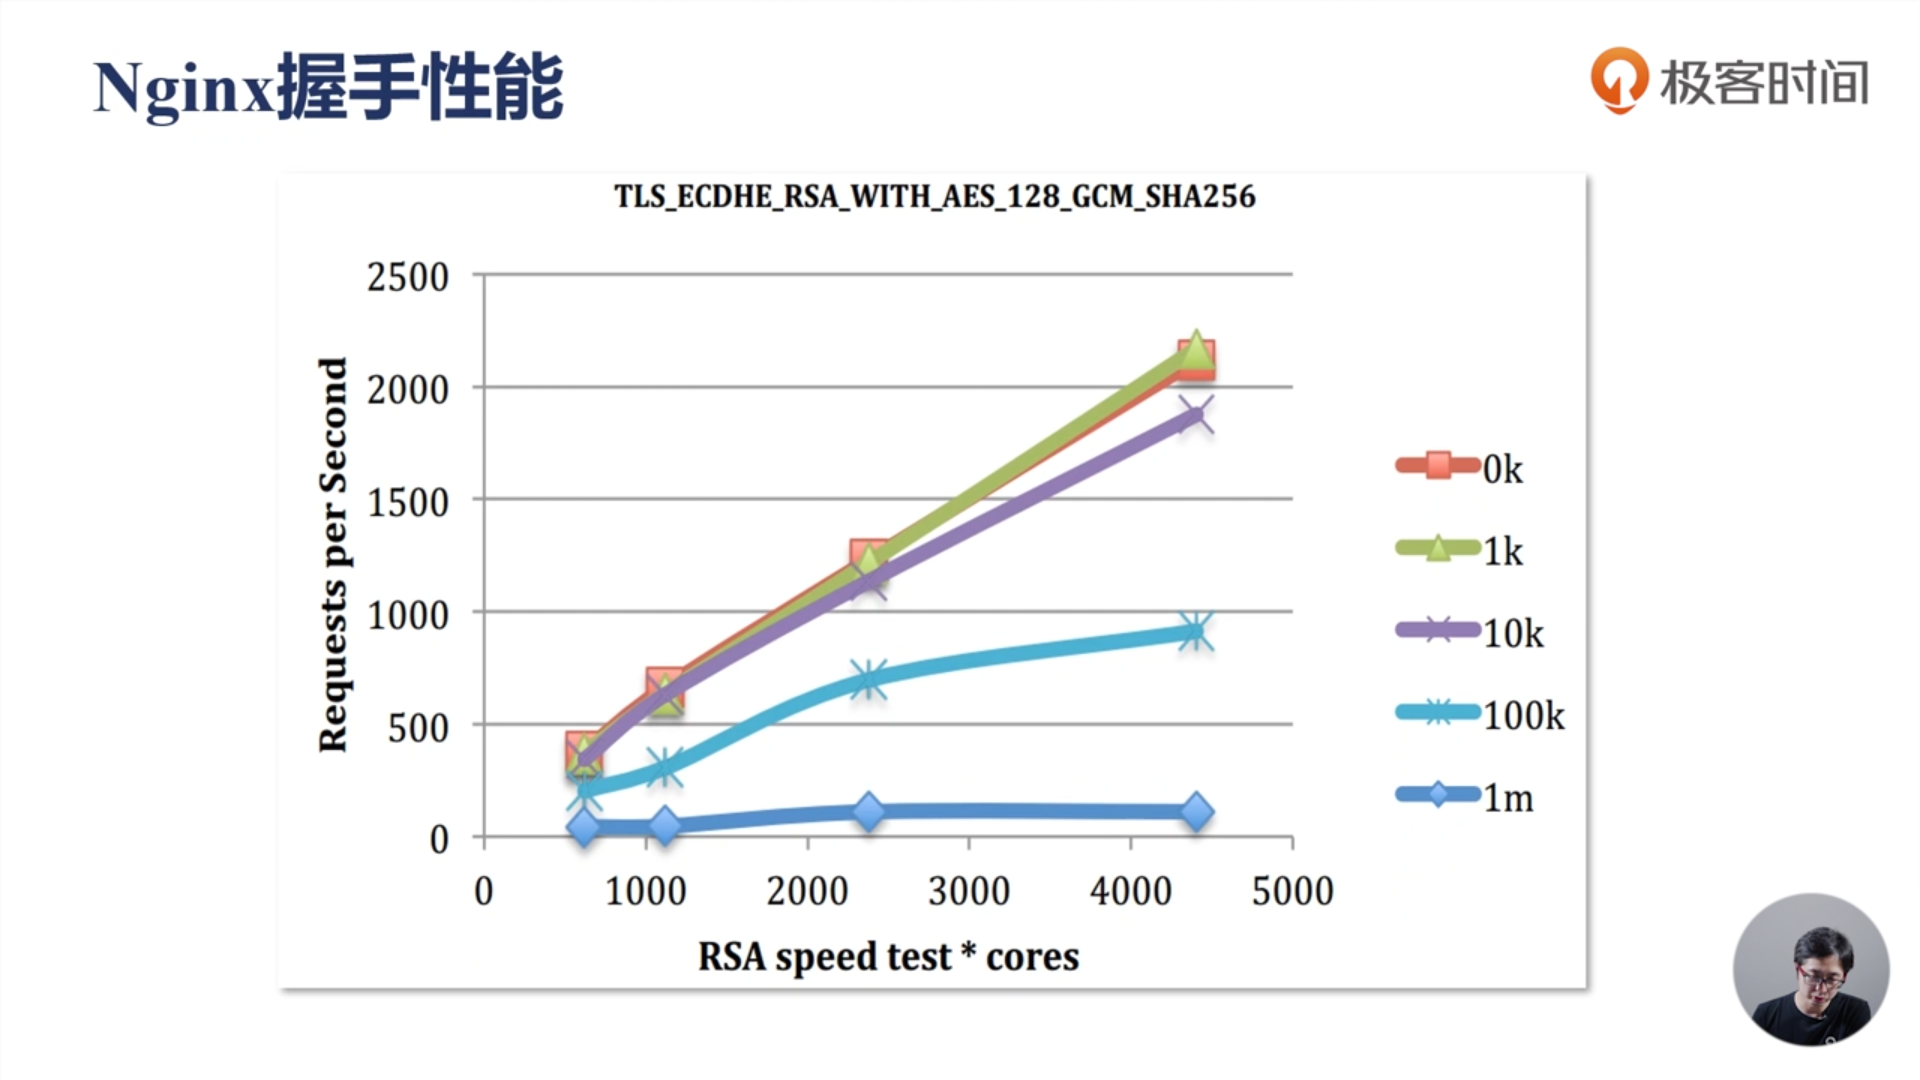 Nginx握手性能
极客时间
TLS_ECDHE_RSA_WITH_AES_128_GCM_SHA256
2500
2000
1500
1000
500
0
Requests per Second
0 1000 2000 3000 4000 5000
RSA speed test * cores
0k
1k
10k
100k
1m